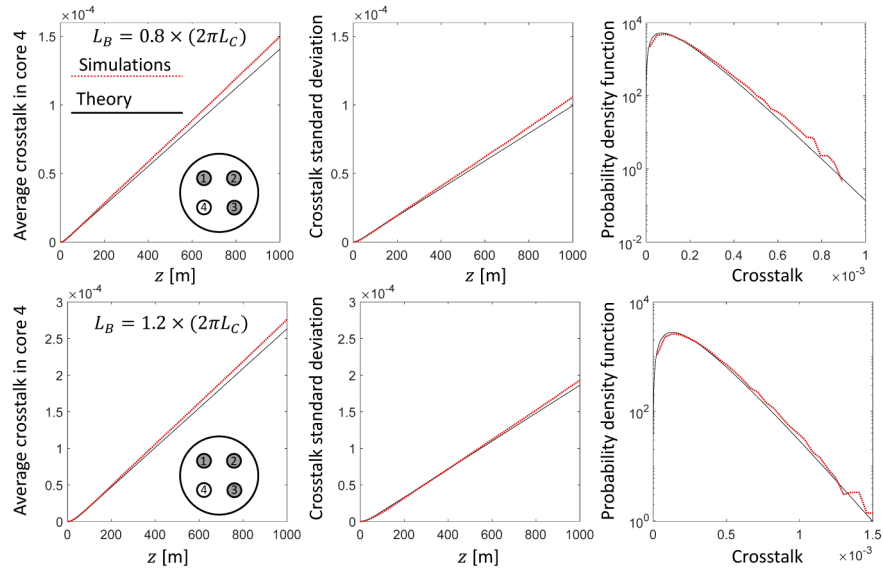 ×10⁻⁴
1.5
1
0.5
0
0 200 400 600 800 1000
z [m]
Average crosstalk in core 4
L_B = 0.8 × (2πL_C)
Simulations
Theory
1 2
4 3
×10⁻⁴
1.5
1
0.5
0
0 200 400 600 800 1000
z [m]
Crosstalk standard deviation
10⁴
10²
10⁰
10⁻²
0 0.2 0.4 0.6 0.8 1
×10⁻³
Crosstalk
Probability density function
×10⁻⁴
3
2.5
2
1.5
1
0.5
0
0 200 400 600 800 1000
z [m]
Average crosstalk in core 4
L_B = 1.2 × (2πL_C)
1 2
4 3
×10⁻⁴
3
2.5
2
1.5
1
0.5
0
0 200 400 600 800 1000
z [m]
Crosstalk standard deviation
10⁴
10²
10⁰
0 0.5 1 1.5
×10⁻³
Crosstalk
Probability density function